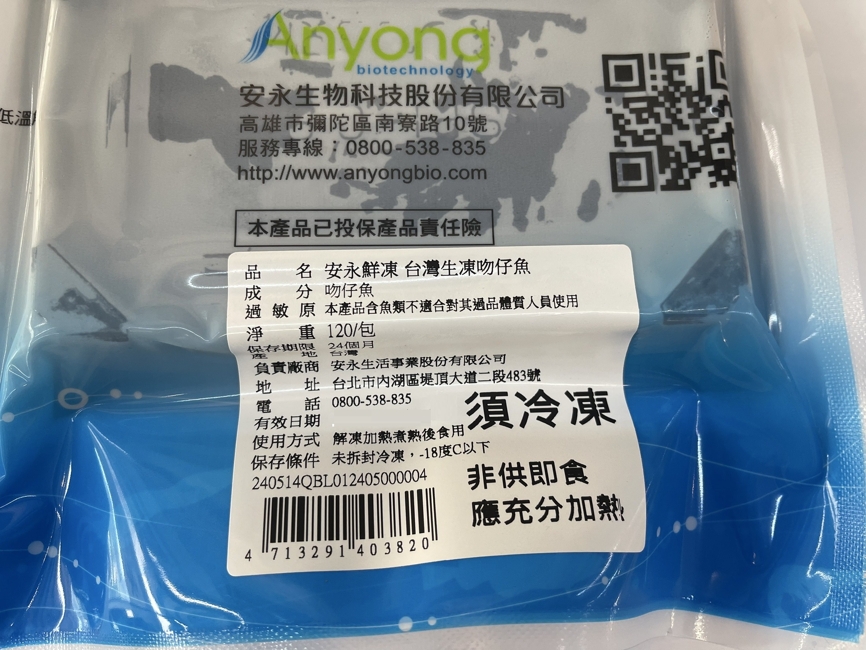 Anyong
biotechnology
安永生物科技股份有限公司
高雄市彌陀區南寮路10號
服務專線：0800-538-835
http://www.anyongbio.com
低溫
本產品已投保產品責任險
品 名 安永鮮凍 台灣生凍吻仔魚
成 分 吻仔魚
過 敏 原 本產品含魚類不適合對其過品體質人員使用
淨 重 120/包
保存期限 24個月
產 地 台灣
負責廠商 安永生活事業股份有限公司
地 址 台北市內湖區堤頂大道二段483號
電 話 0800-538-835
有效日期
使用方式 解凍加熱煮熟後食用
保存條件 未拆封冷凍，-18度C以下
240514QBL012405000004
須冷凍
非供即食
應充分加熱
4 713291 403820